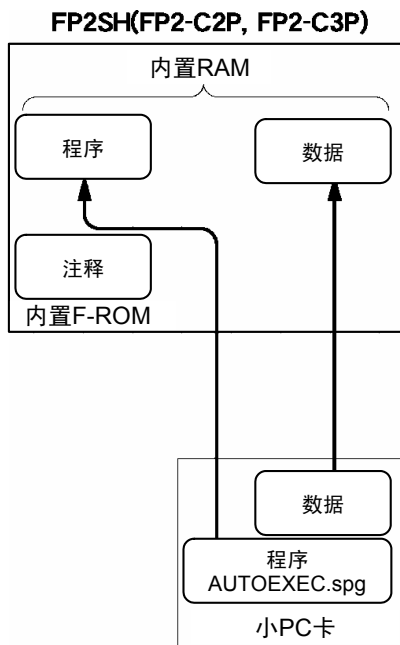 FP2SH(FP2-C2P, FP2-C3P)
内置RAM
程序
数据
注释
内置F-ROM
数据
程序
AUTOEXEC.spg
小PC卡